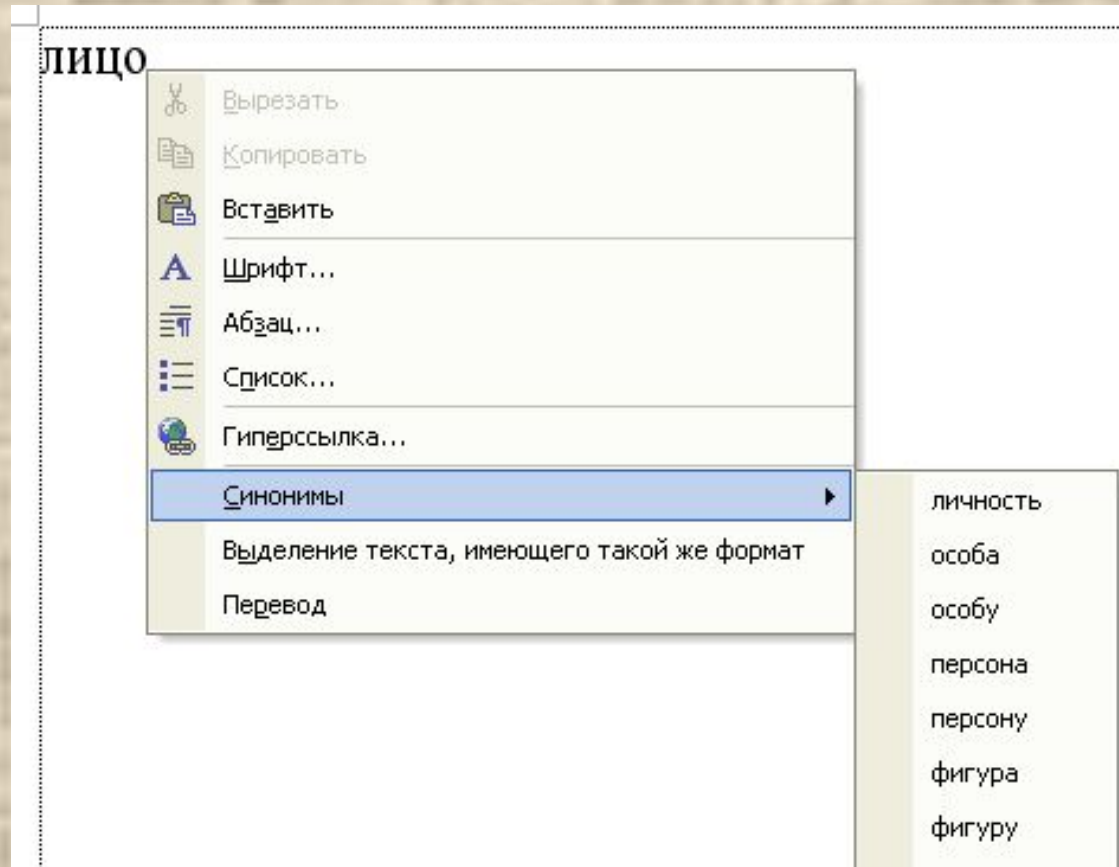 лицо
Вырезать
Копировать
Вставить
Шрифт...
Абзац...
Список...
Гиперссылка...
Синонимы
Выделение текста, имеющего такой же формат
Перевод
личность
особа
особу
персона
персону
фигура
фигуру